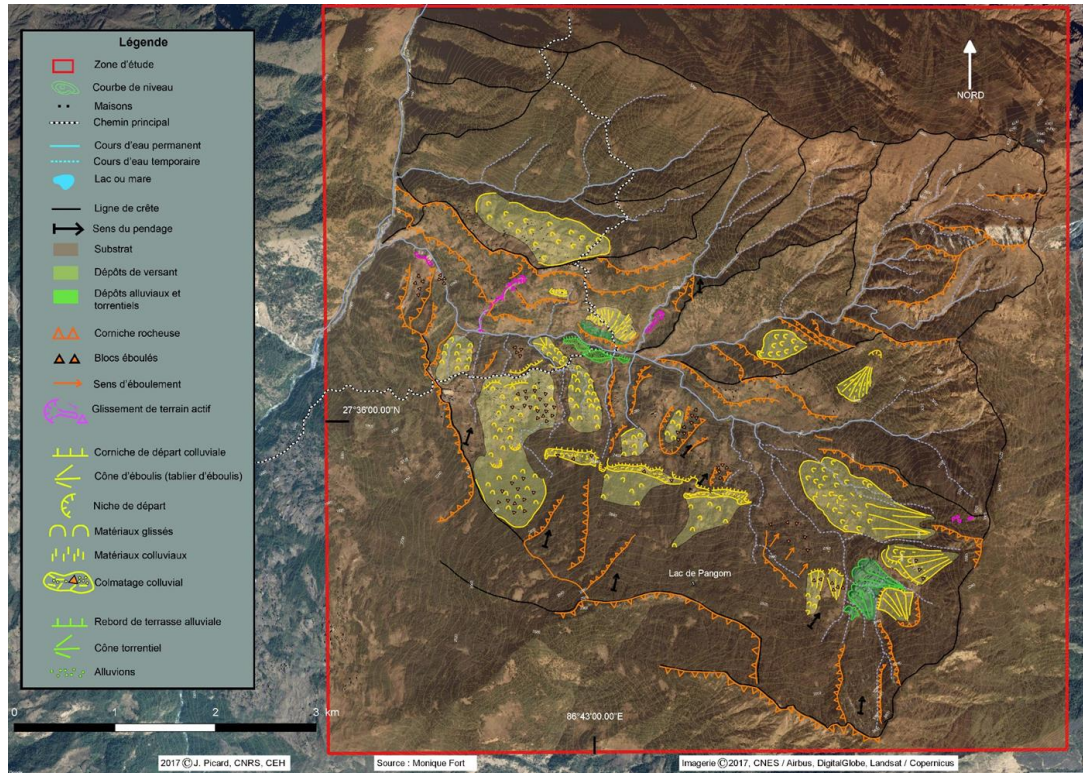 Légende
Zone d'étude
Courbe de niveau
Maisons
Chemin principal
Cours d'eau permanent
Cours d'eau temporaire
Lac ou mare
Ligne de crête
Sens du pendage
Substrat
Dépôts de versant
Dépôts alluviaux et
torrentiels
Corniche rocheuse
Blocs éboulés
Sens d'éboulement
Glissement de terrain actif
Corniche de départ colluviale
Cône d'éboulis (tablier d'éboulis)
Niche de départ
Matériaux glissés
Matériaux colluviaux
Colmatage colluvial
Rebord de terrasse alluviale
Cône torrentiel
Alluvions
NORD
27°36'00.00"N
Lac de Pangom
86°43'00.00"E
0 1 2 3 km
2017 © J. Picard, CNRS, CEH
Source : Monique Fort
Imagerie © 2017, CNES / Airbus, DigitalGlobe, Landsat / Copernicus